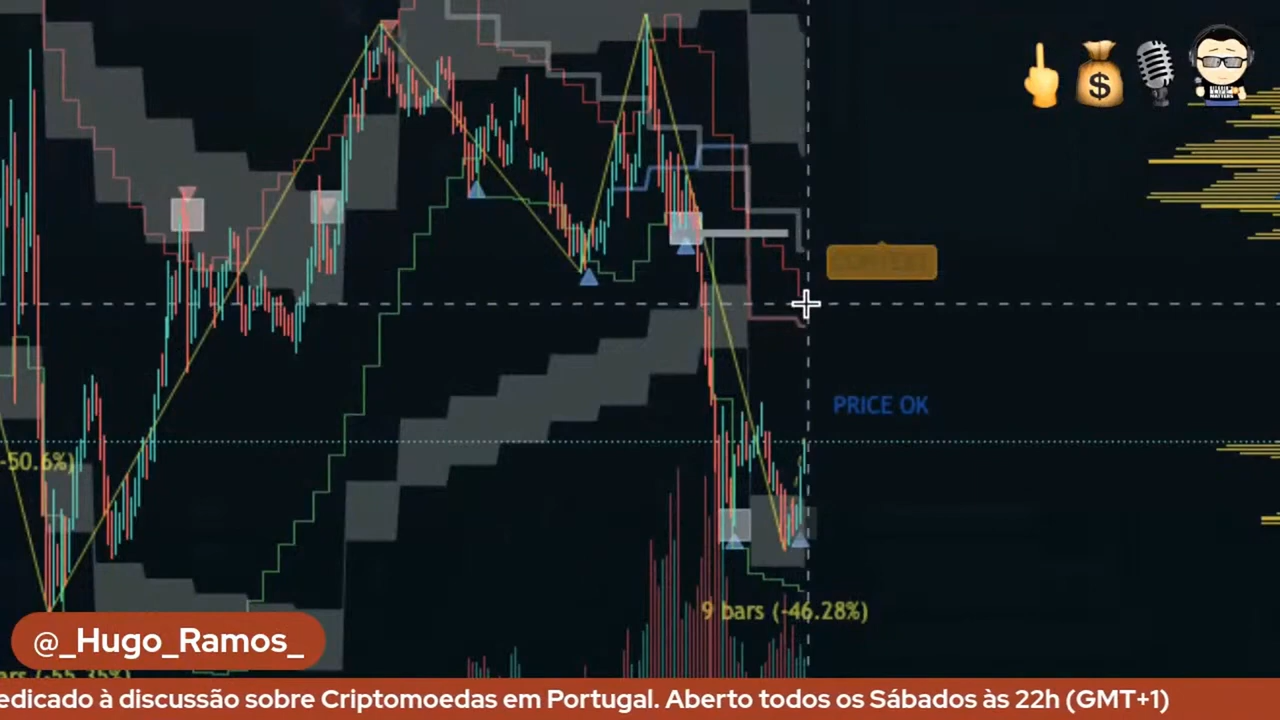 PRICE OK
-50.6%)
9 bars (-46.28%)
@_Hugo_Ramos_
edicado à discussão sobre Criptomoedas em Portugal. Aberto todos os Sábados às 22h (GMT+1)